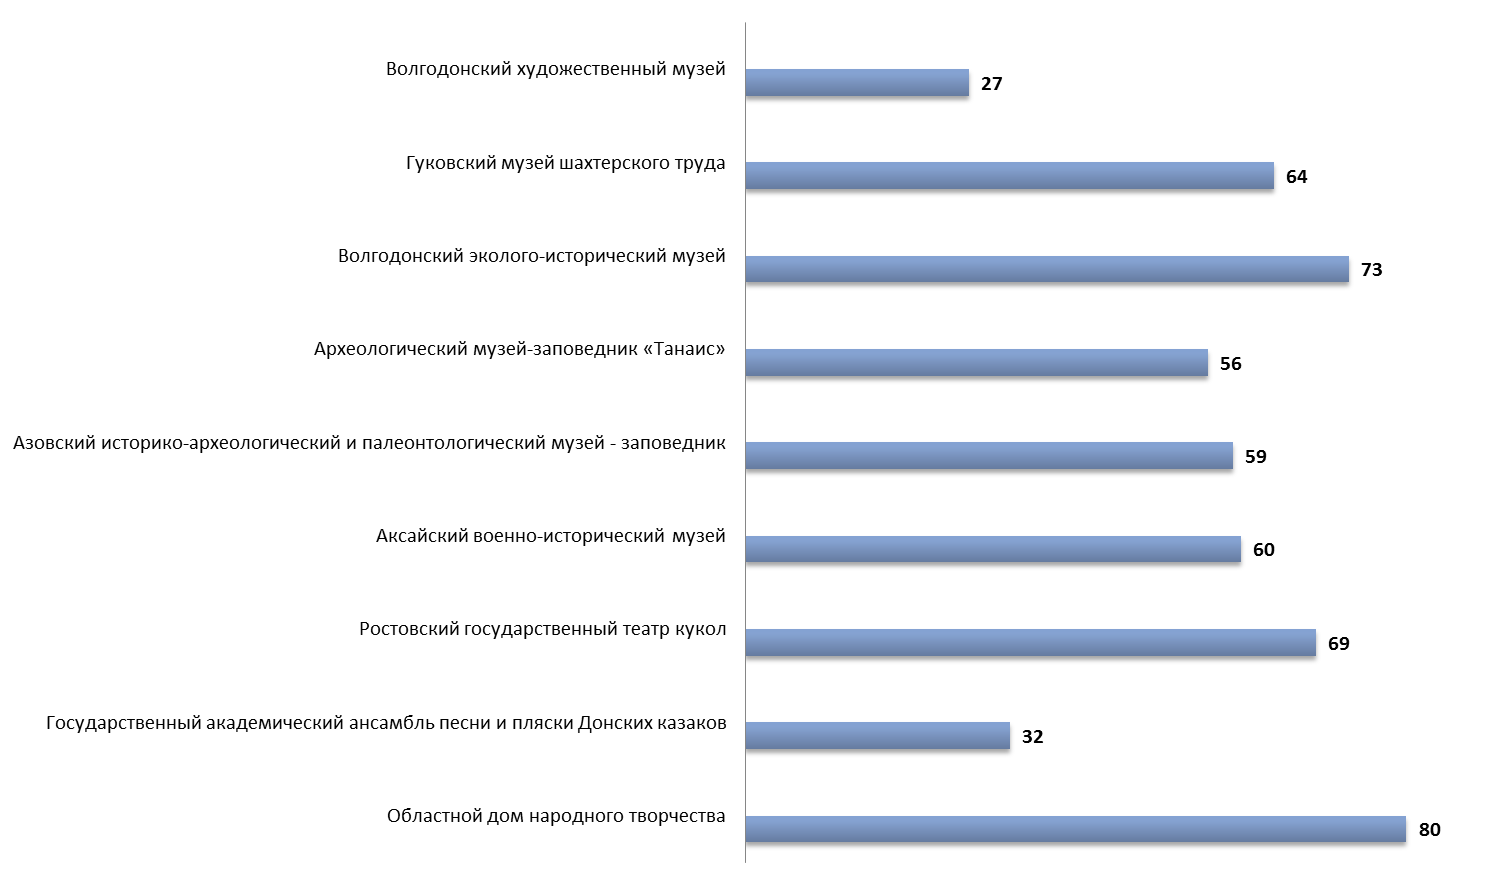 Волгодонский художественный музей
27
Гуковский музей шахтерского труда
64
Волгодонский эколого-исторический музей
73
Археологический музей-заповедник «Танаис»
56
Азовский историко-археологический и палеонтологический музей - заповедник
59
Аксайский военно-исторический музей
60
Ростовский государственный театр кукол
69
Государственный академический ансамбль песни и пляски Донских казаков
32
Областной дом народного творчества
80